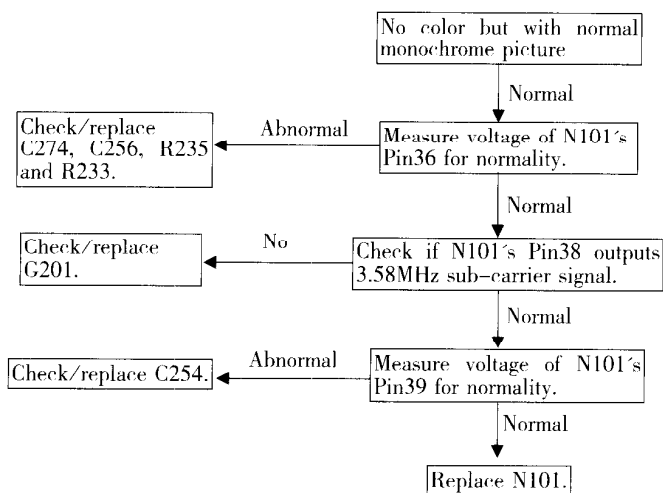 No color but with normal
monochrome picture
Normal
Check/replace
C274, C256, R235
and R233.
Abnormal
Measure voltage of N101's
Pin36 for normality.
Normal
Check/replace
G201.
No
Check if N101's Pin38 outputs
3.58MHz sub-carrier signal.
Normal
Check/replace C254.
Abnormal
Measure voltage of N101's
Pin39 for normality.
Normal
Replace N101.